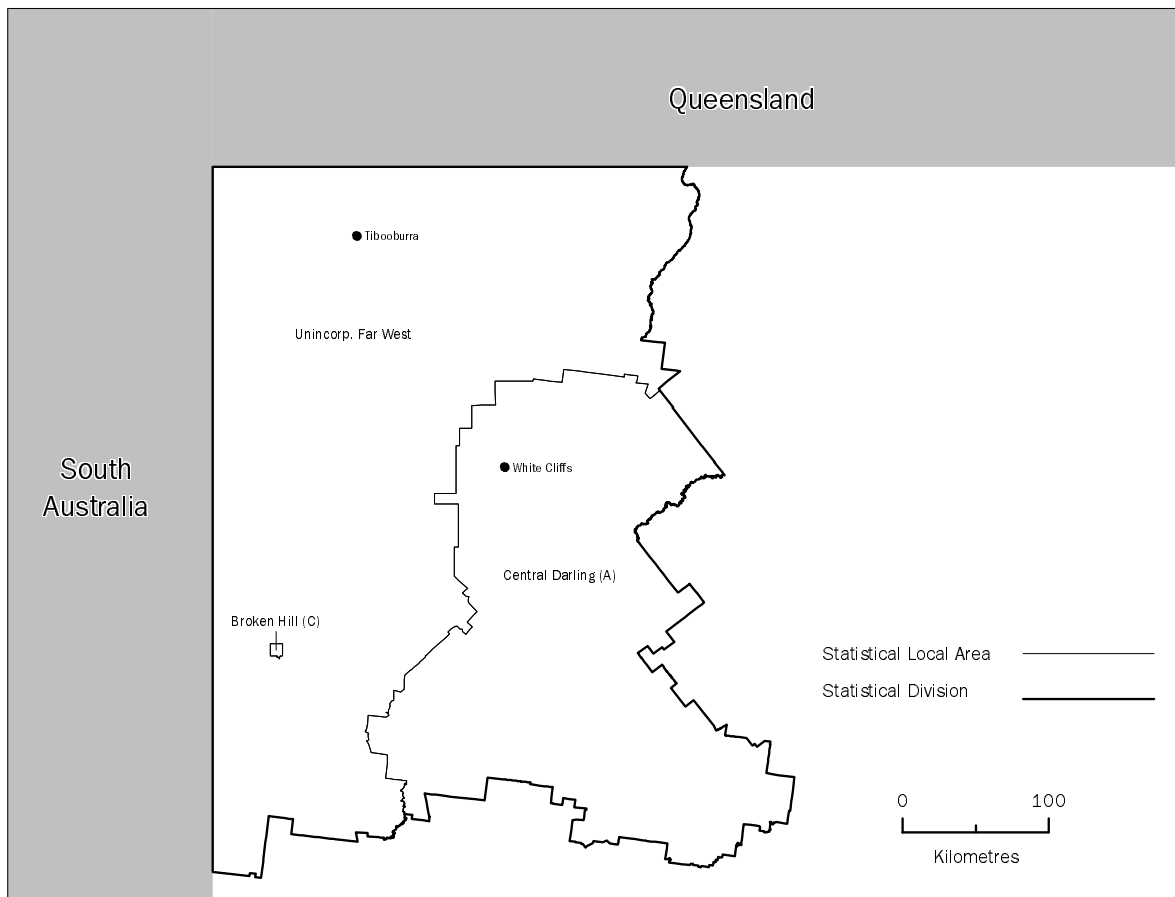 Queensland
Tibooburra
Unincorp. Far West
South
Australia
White Cliffs
Central Darling (A)
Broken Hill (C)
Statistical Local Area
Statistical Division
0 100
Kilometres